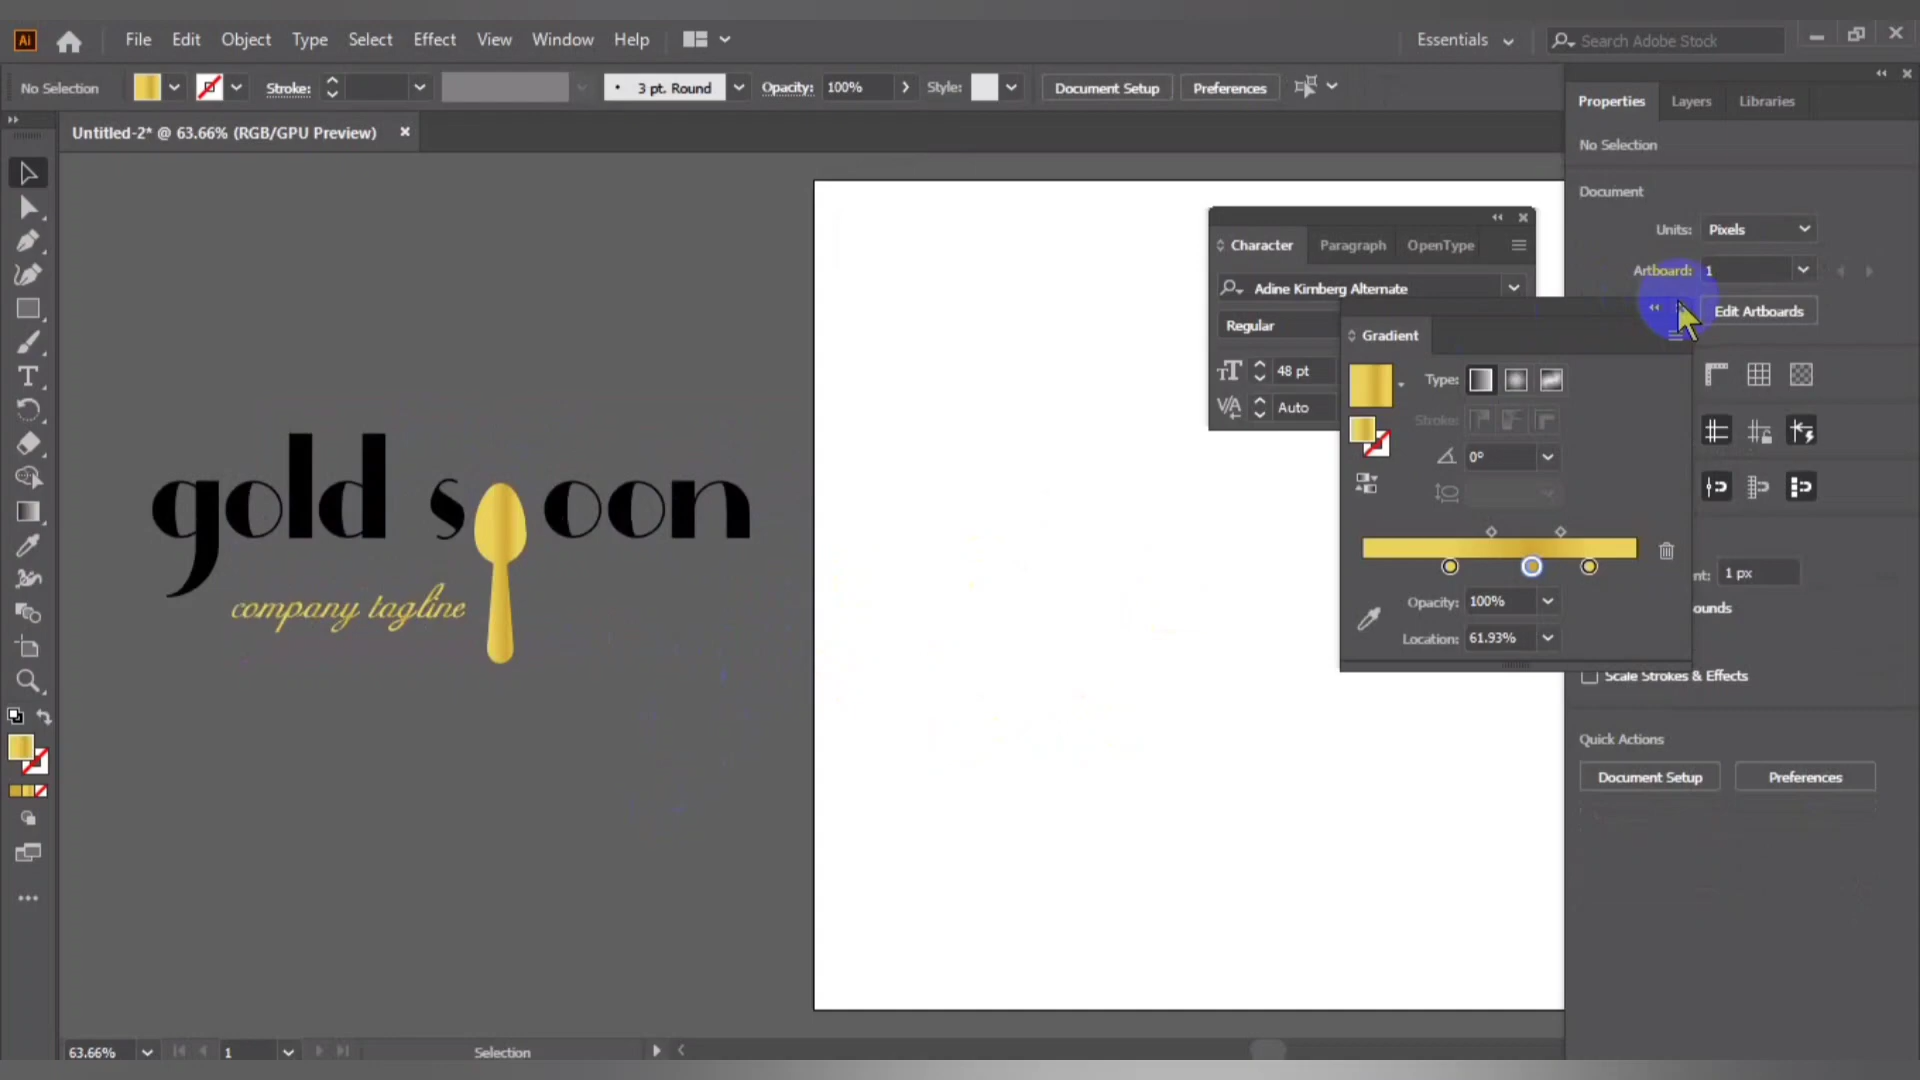 Ai File Edit Object Type Select Effect View Window Help Essentials Search Adobe Stock
No Selection Stroke: 3 pt. Round Opacity: 100% Style: Document Setup Preferences
Properties Layers Libraries
Untitled-2* @ 63.66% (RGB/GPU Preview)
No Selection
Document
Units: Pixels
Artboard: 1
Edit Artboards
Character Paragraph OpenType
Adine Kirnberg Alternate
Regular
48 pt
Auto
Gradient
Type:
Stroke:
0°
Opacity: 100%
Location: 61.93%
nt: 1 px
ounds
Scale Strokes & Effects
Quick Actions
Document Setup Preferences
gold s oon
company tagline
63.66% 1 Selection